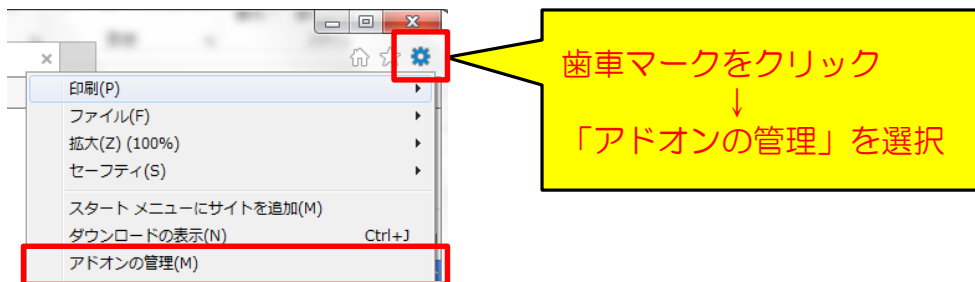 印刷(P)
ファイル(F)
拡大(Z) (100%)
セーフティ(S)
スタート メニューにサイトを追加(M)
ダウンロードの表示(N) Ctrl+J
アドオンの管理(M)
歯車マークをクリック
↓
「アドオンの管理」を選択